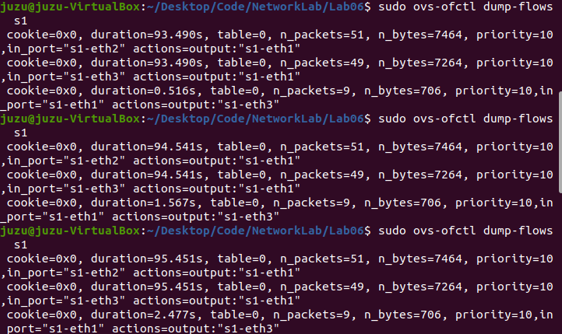 juzu@juzu-VirtualBox:~/Desktop/Code/NetworkLab/Lab06$ sudo ovs-ofctl dump-flows
s1
cookie=0x0, duration=93.490s, table=0, n_packets=51, n_bytes=7464, priority=10
,in_port="s1-eth2" actions=output:"s1-eth1"
cookie=0x0, duration=93.490s, table=0, n_packets=49, n_bytes=7264, priority=10
,in_port="s1-eth3" actions=output:"s1-eth1"
cookie=0x0, duration=0.516s, table=0, n_packets=9, n_bytes=706, priority=10,in
_port="s1-eth1" actions=output:"s1-eth3"
juzu@juzu-VirtualBox:~/Desktop/Code/NetworkLab/Lab06$ sudo ovs-ofctl dump-flows
s1
cookie=0x0, duration=94.541s, table=0, n_packets=51, n_bytes=7464, priority=10
,in_port="s1-eth2" actions=output:"s1-eth1"
cookie=0x0, duration=94.541s, table=0, n_packets=49, n_bytes=7264, priority=10
,in_port="s1-eth3" actions=output:"s1-eth1"
cookie=0x0, duration=1.567s, table=0, n_packets=9, n_bytes=706, priority=10,in
_port="s1-eth1" actions=output:"s1-eth3"
juzu@juzu-VirtualBox:~/Desktop/Code/NetworkLab/Lab06$ sudo ovs-ofctl dump-flows
s1
cookie=0x0, duration=95.451s, table=0, n_packets=51, n_bytes=7464, priority=10
,in_port="s1-eth2" actions=output:"s1-eth1"
cookie=0x0, duration=95.451s, table=0, n_packets=49, n_bytes=7264, priority=10
,in_port="s1-eth3" actions=output:"s1-eth1"
cookie=0x0, duration=2.477s, table=0, n_packets=9, n_bytes=706, priority=10,in
_port="s1-eth1" actions=output:"s1-eth3"